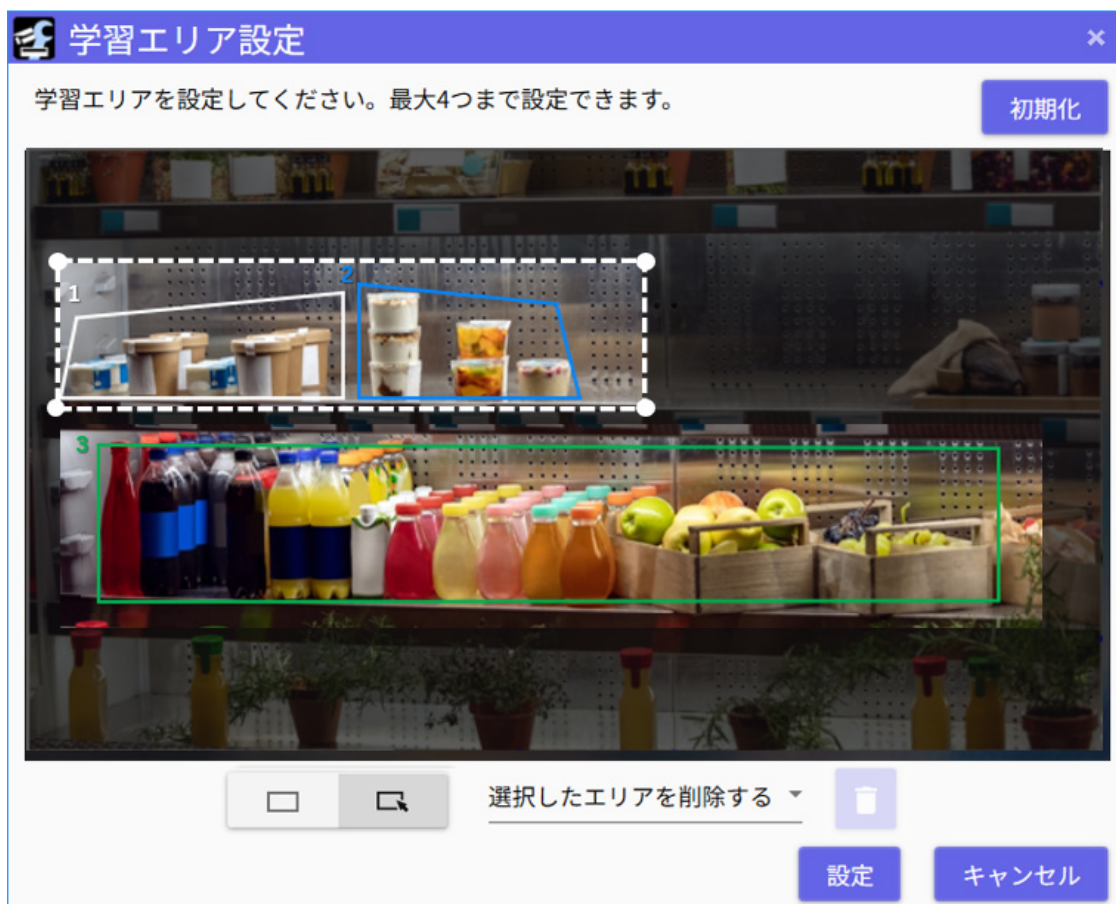 学習エリア設定
×
学習エリアを設定してください。最大4つまで設定できます。
初期化
1
2
3
選択したエリアを削除する
設定
キャンセル